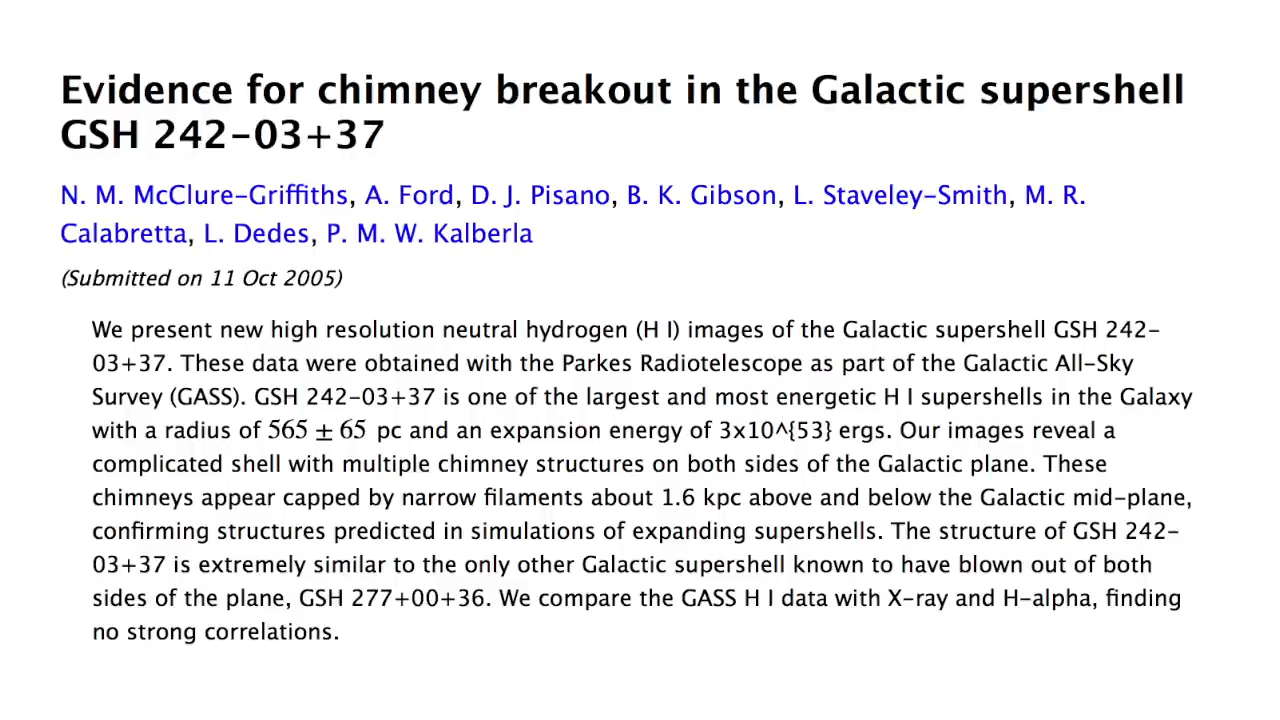 Evidence for chimney breakout in the Galactic supershell
GSH 242-03+37
N. M. McClure-Griffiths, A. Ford, D. J. Pisano, B. K. Gibson, L. Staveley-Smith, M. R.
Calabretta, L. Dedes, P. M. W. Kalberla
(Submitted on 11 Oct 2005)
We present new high resolution neutral hydrogen (H I) images of the Galactic supershell GSH 242-
03+37. These data were obtained with the Parkes Radiotelescope as part of the Galactic All-Sky
Survey (GASS). GSH 242-03+37 is one of the largest and most energetic H I supershells in the Galaxy
with a radius of 565 ± 65 pc and an expansion energy of 3x10^{53} ergs. Our images reveal a
complicated shell with multiple chimney structures on both sides of the Galactic plane. These
chimneys appear capped by narrow filaments about 1.6 kpc above and below the Galactic mid-plane,
confirming structures predicted in simulations of expanding supershells. The structure of GSH 242-
03+37 is extremely similar to the only other Galactic supershell known to have blown out of both
sides of the plane, GSH 277+00+36. We compare the GASS H I data with X-ray and H-alpha, finding
no strong correlations.